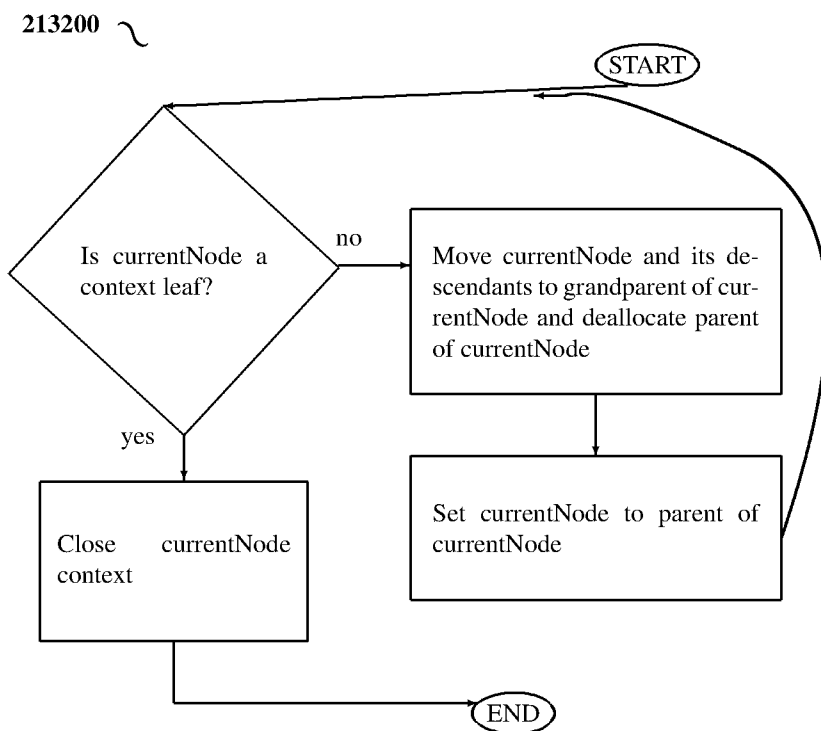 213200
START
Is currentNode a
context leaf?
no
Move currentNode and its de-
scendants to grandparent of cur-
rentNode and deallocate parent
of currentNode
yes
Close currentNode
context
Set currentNode to parent of
currentNode
END